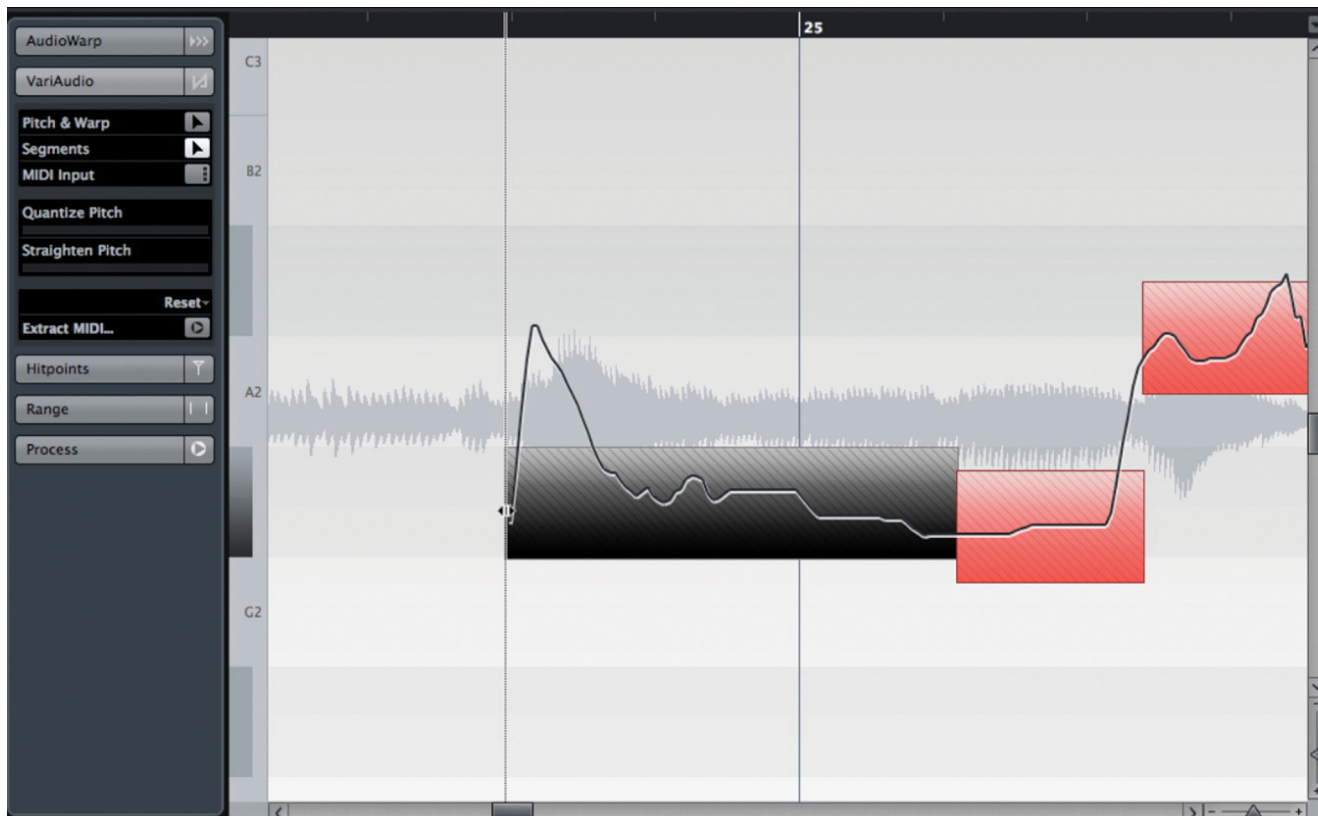 AudioWarp
VariAudio
Pitch & Warp
Segments
MIDI Input
Quantize Pitch
Straighten Pitch
Reset
Extract MIDI...
Hitpoints
Range
Process
25
C3
B2
A2
G2